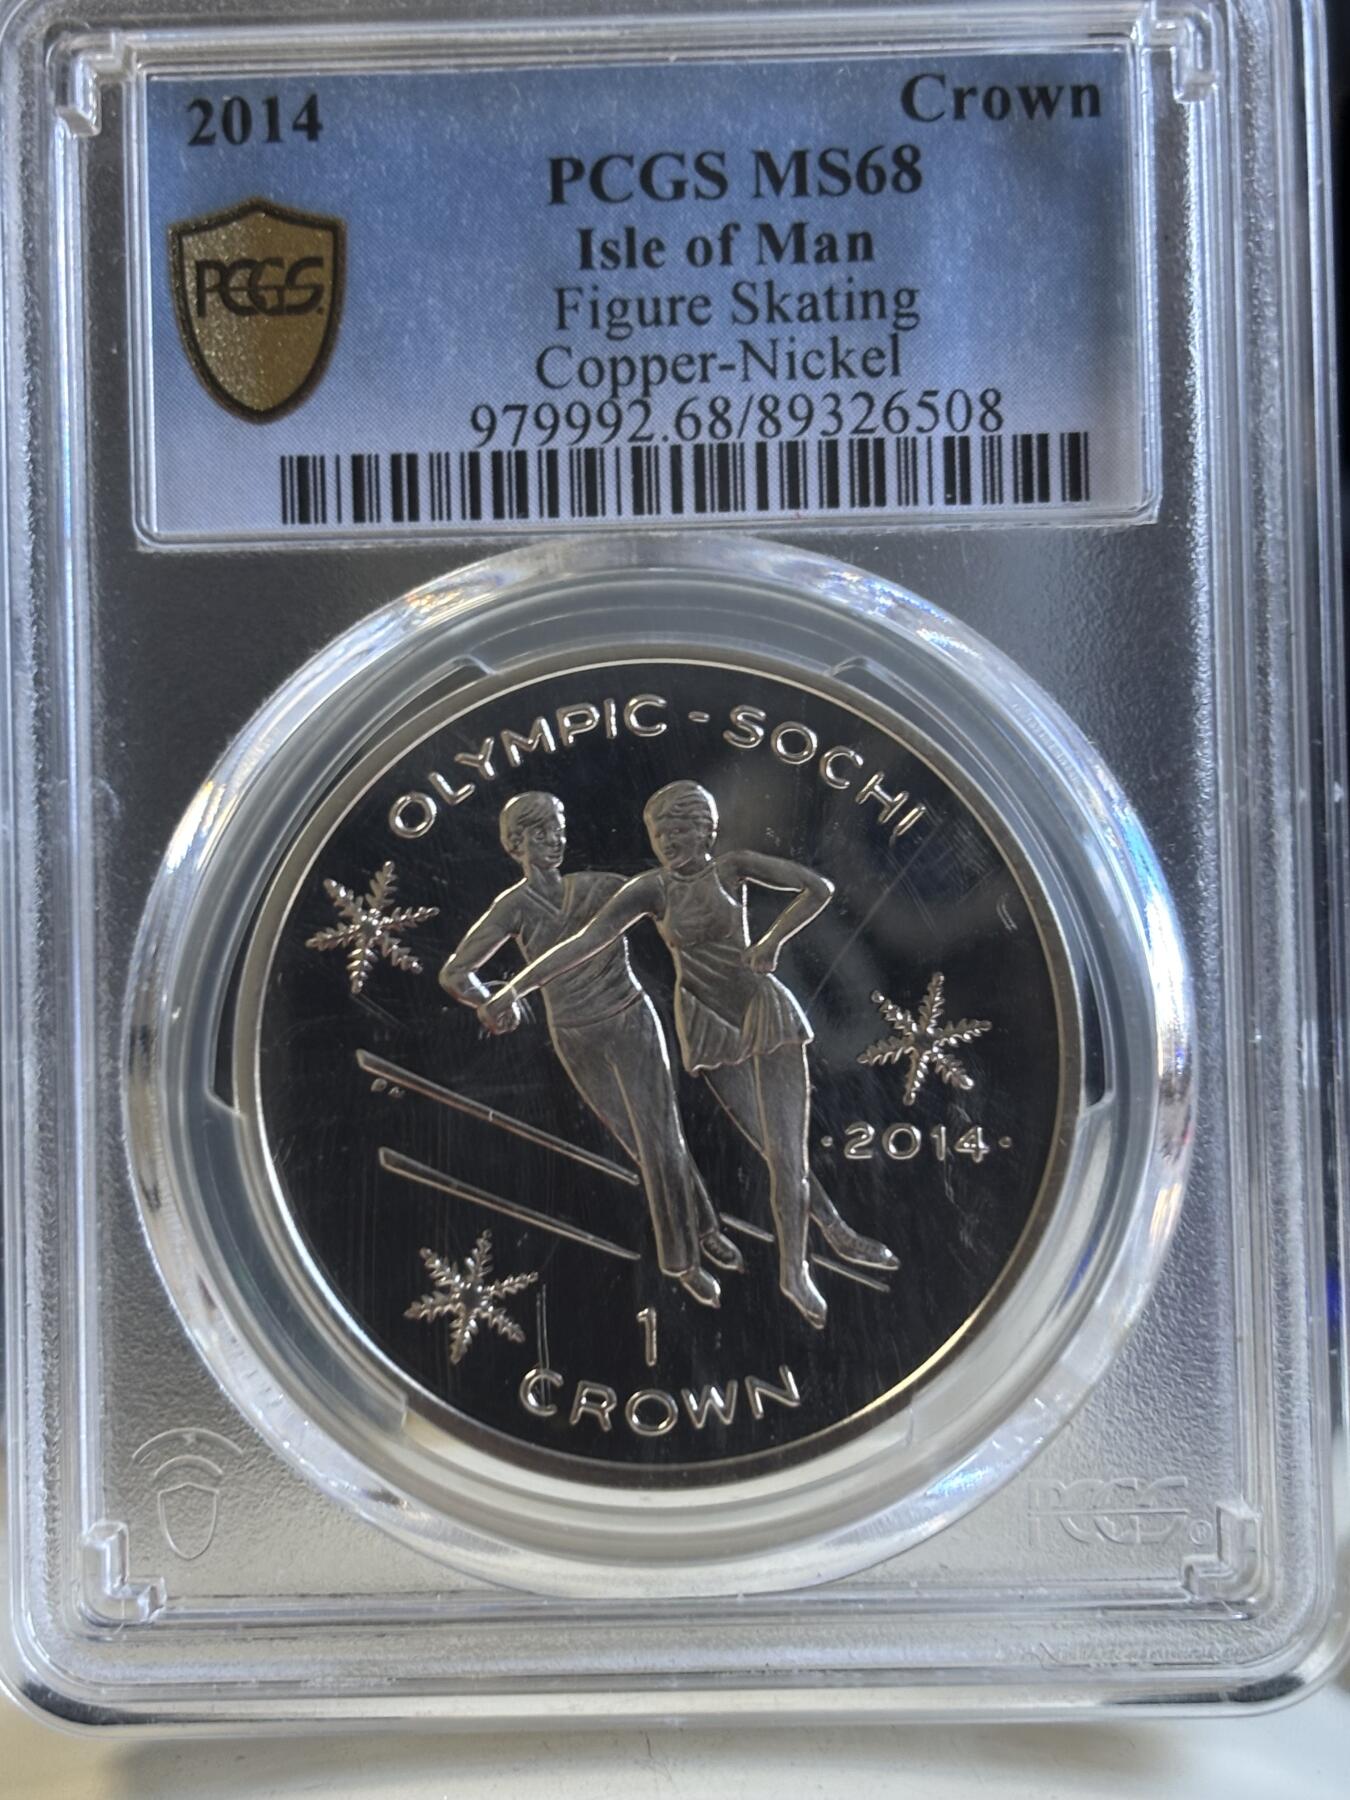 2014
Crown
PCGS MS68
Isle of Man
Figure Skating
Copper-Nickel
979992.68/89326508
PCGS
OLYMPIC - SOCHI
PN
·2014·
1
CROWN
PCGS